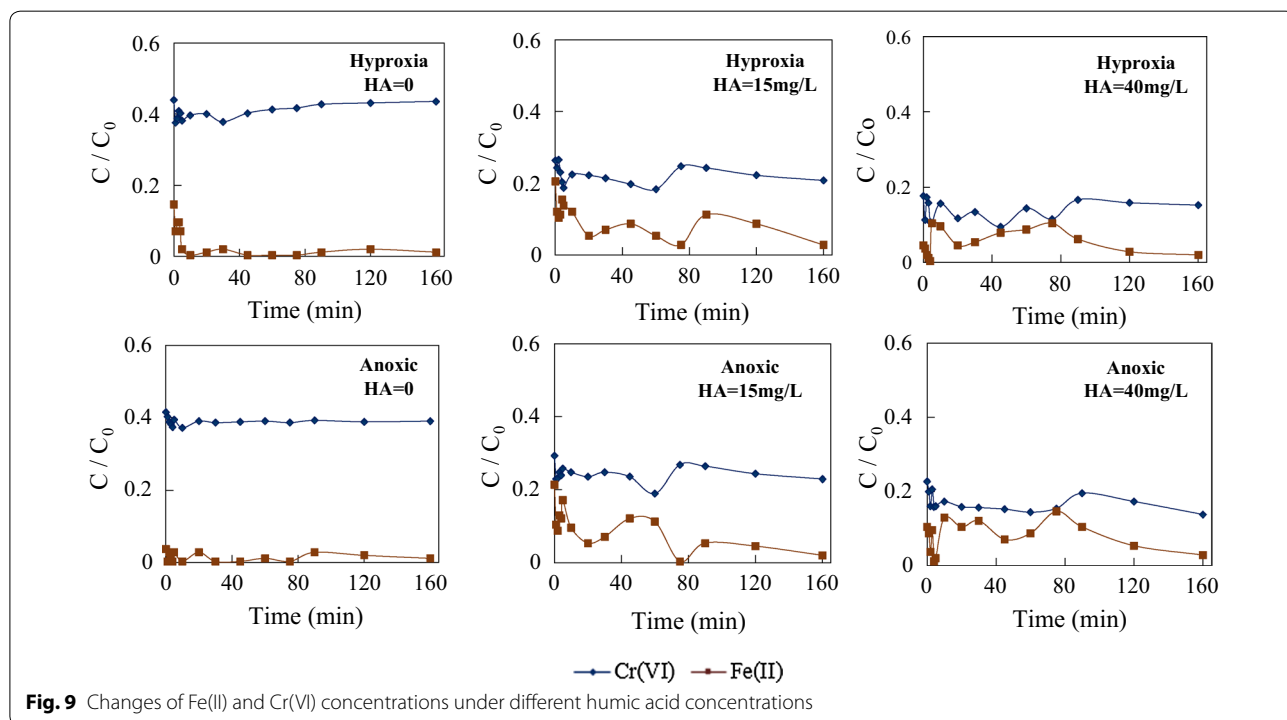 0.6
0.4
0.2
0
C / C₀
Hyproxia
HA=0
0 40 80 120 160
Time (min)
0.6
0.4
0.2
0
C / C₀
Hyproxia
HA=15mg/L
0 40 80 120 160
Time (min)
0.6
0.4
0.2
0
C / Co
Hyproxia
HA=40mg/L
0 40 80 120 160
Time (min)
0.6
0.4
0.2
0
C / C₀
Anoxic
HA=0
0 40 80 120 160
Time (min)
0.6
0.4
0.2
0
C / C₀
Anoxic
HA=15mg/L
0 40 80 120 160
Time (min)
0.6
0.4
0.2
0
C / C₀
Anoxic
HA=40mg/L
0 40 80 120 160
Time (min)
Cr(VI) Fe(II)
Fig. 9 Changes of Fe(II) and Cr(VI) concentrations under different humic acid concentrations